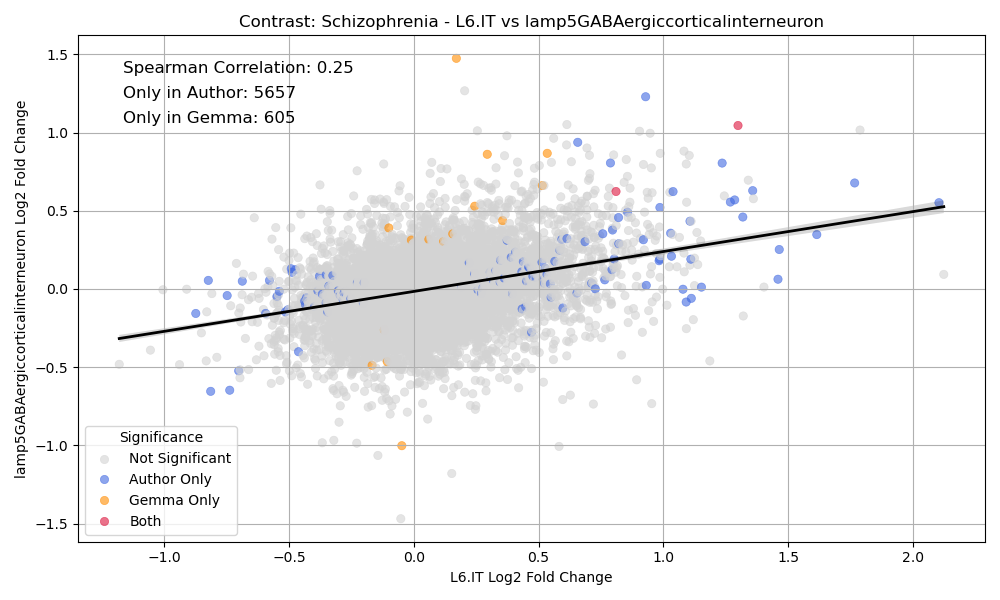 Contrast: Schizophrenia - L6.IT vs lamp5GABAergiccorticalinterneuron
Spearman Correlation: 0.25
Only in Author: 5657
Only in Gemma: 605
lamp5GABAergiccorticalinterneuron Log2 Fold Change
1.5
1.0
0.5
0.0
−0.5
−1.0
−1.5
Significance
Not Significant
Author Only
Gemma Only
Both
−1.0 −0.5 0.0 0.5 1.0 1.5 2.0
L6.IT Log2 Fold Change